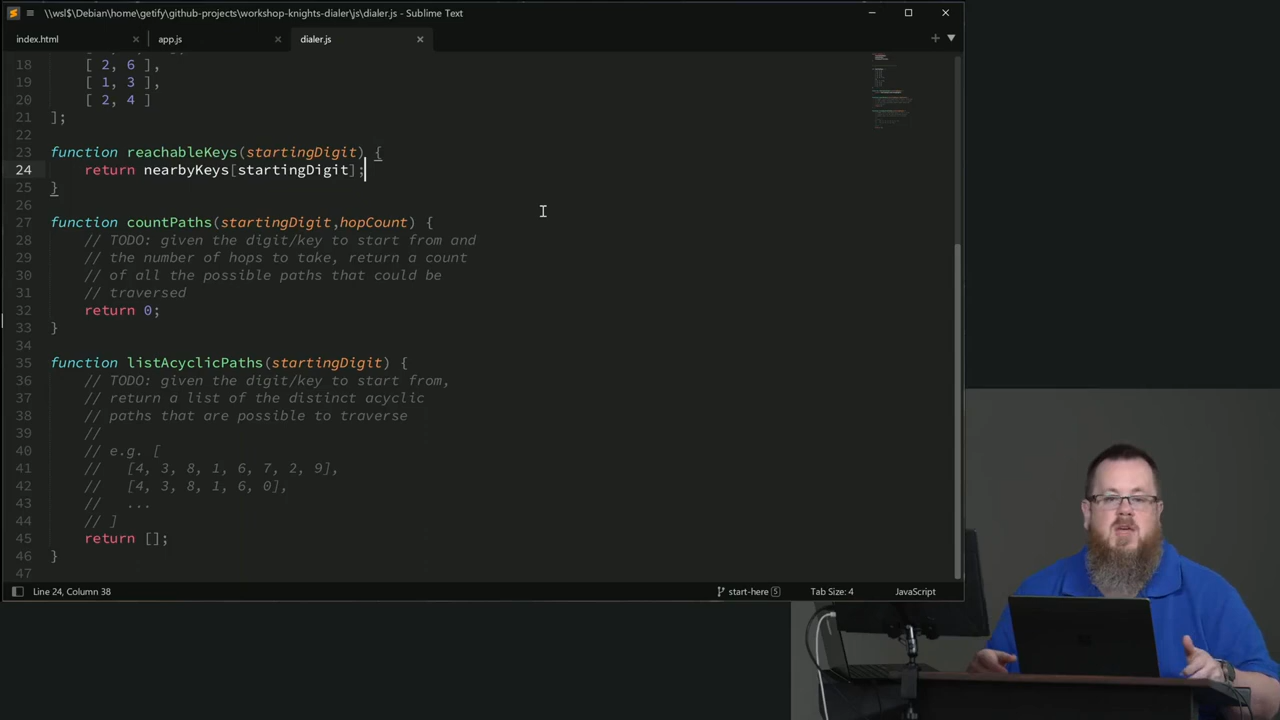 \\wsl$\Debian\home\getify\github-projects\workshop-knights-dialer\js\dialer.js - Sublime Text
index.html
app.js
dialer.js
18 [ 2, 6 ],
19 [ 1, 3 ],
20 [ 2, 4 ]
21 ];
22
23 function reachableKeys(startingDigit) {
24 return nearbyKeys[startingDigit];
25 }
26
27 function countPaths(startingDigit,hopCount) {
28 // TODO: given the digit/key to start from and
29 // the number of hops to take, return a count
30 // of all the possible paths that could be
31 // traversed
32 return 0;
33 }
34
35 function listAcyclicPaths(startingDigit) {
36 // TODO: given the digit/key to start from,
37 // return a list of the distinct acyclic
38 // paths that are possible to traverse
39 //
40 // e.g. [
41 // [4, 3, 8, 1, 6, 7, 2, 9],
42 // [4, 3, 8, 1, 6, 0],
43 // ...
44 // ]
45 return [];
46 }
47
Line 24, Column 38
start-here 5
Tab Size: 4
JavaScript